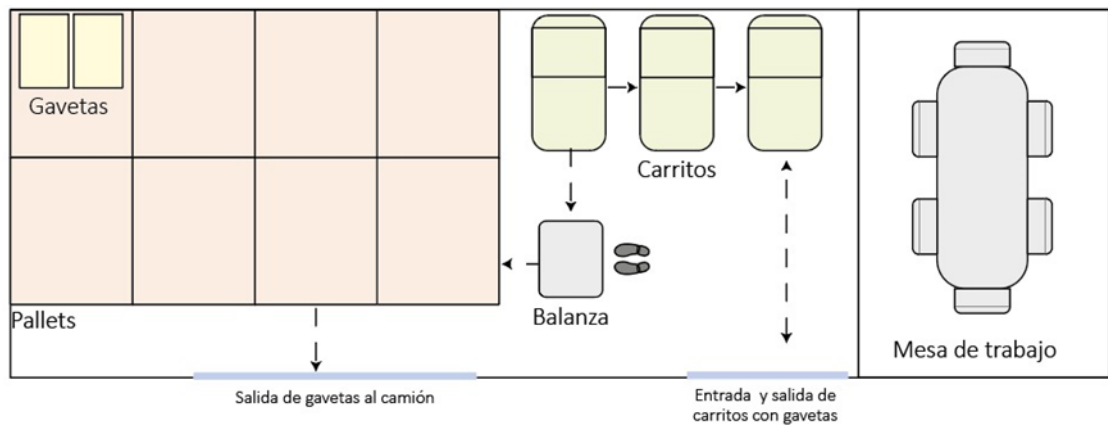 Gavetas
Carritos
Pallets
Balanza
Mesa de trabajo
Salida de gavetas al camión
Entrada y salida de
carritos con gavetas